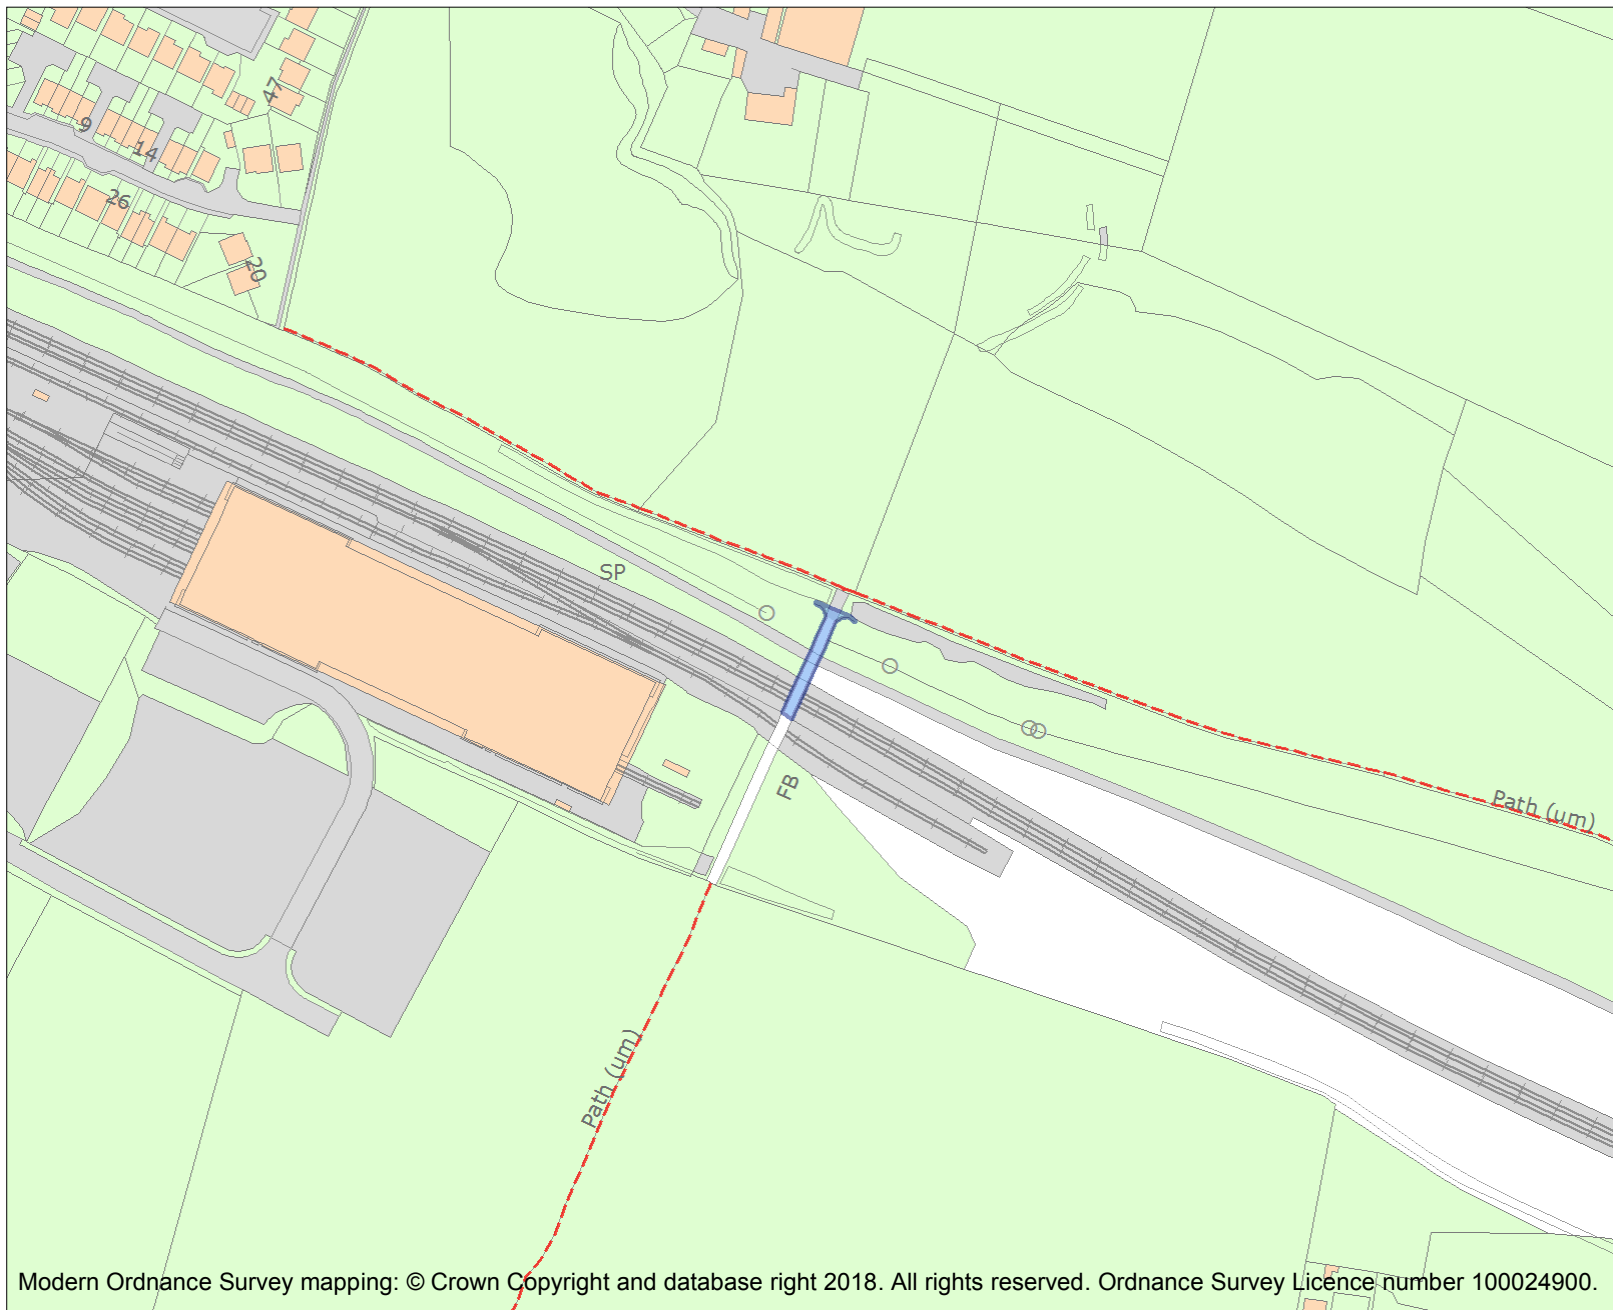 47
9
14
26
20
SP
FB
Path (um)
Path (um)
Modern Ordnance Survey mapping: © Crown Copyright and database right 2018. All rights reserved. Ordnance Survey Licence number 100024900.